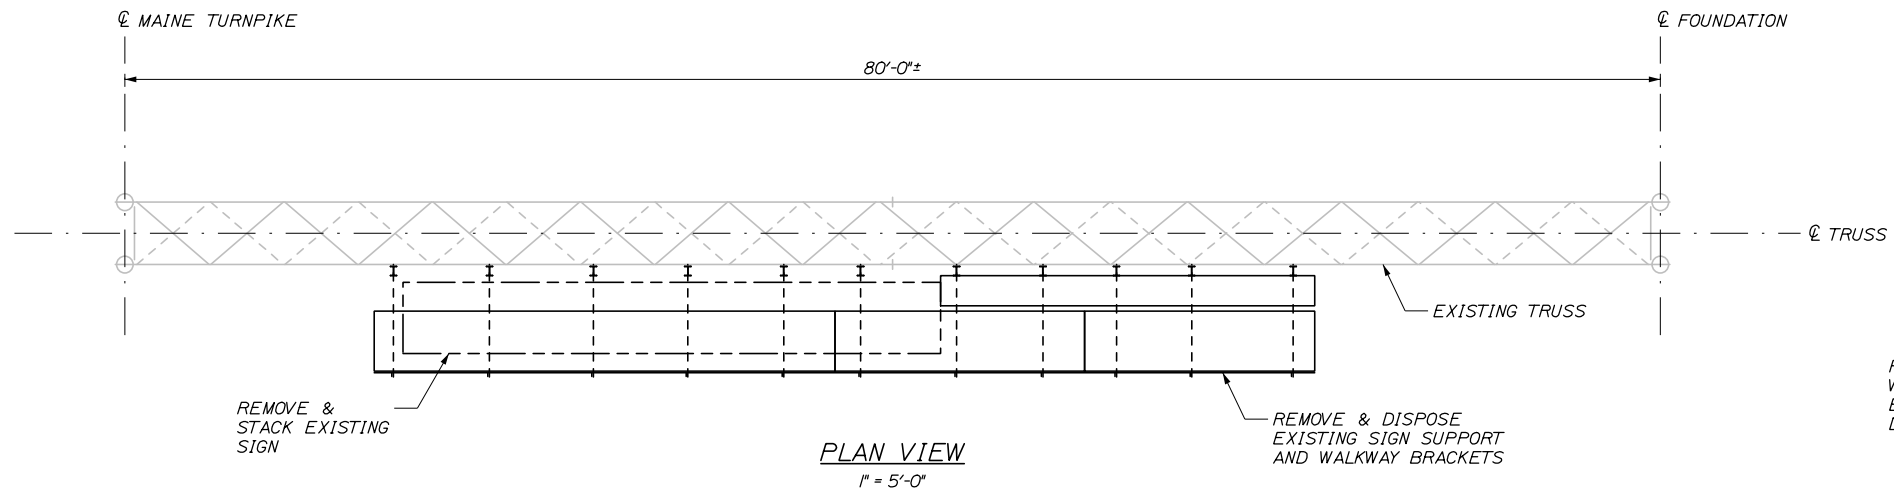 ℄ MAINE TURNPIKE
℄ FOUNDATION
80'-0"±
℄ TRUSS
EXISTING TRUSS
REMOVE &
STACK EXISTING
SIGN
REMOVE & DISPOSE
EXISTING SIGN SUPPORT
AND WALKWAY BRACKETS
PLAN VIEW
1" = 5'-0"